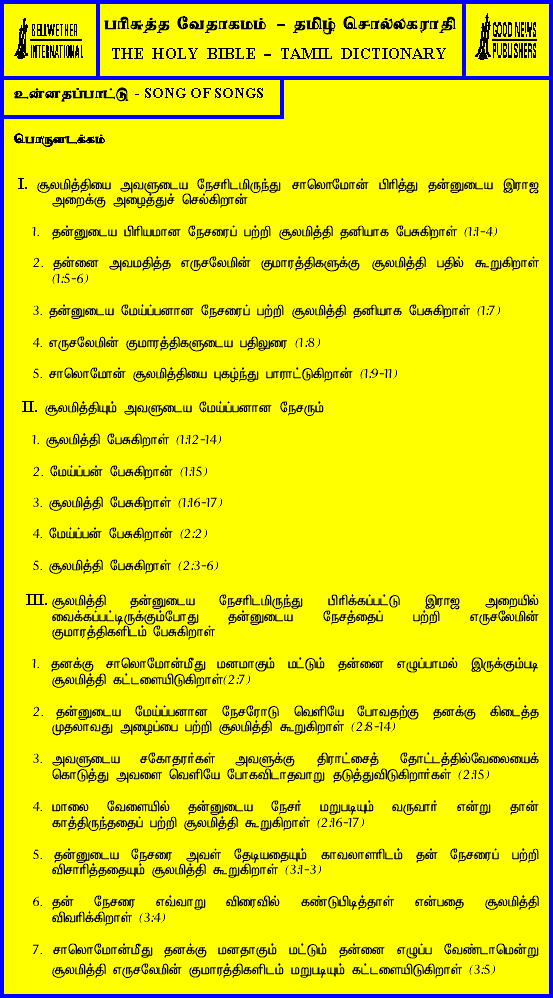 BELLWETHER
INTERNATIONAL
பரிசுத்த வேதாகமம் – தமிழ் சொல்லகராதி
THE HOLY BIBLE – TAMIL DICTIONARY
GOOD NEWS
PUBLISHERS
உன்னதப்பாட்டு - SONG OF SONGS
பொருளடக்கம்
I. சூலமித்தியை அவளுடைய நேசரிடமிருந்து சாலொமோன் பிரித்து தன்னுடைய இராஜ
அறைக்கு அழைத்துச் செல்கிறான்
1. தன்னுடைய பிரியமான நேசரைப் பற்றி சூலமித்தி தனியாக பேசுகிறாள் (1:1-4)
2. தன்னை அவமதித்த எருசலேமின் குமாரத்திகளுக்கு சூலமித்தி பதில் கூறுகிறாள்
(1:5-6)
3. தன்னுடைய மேய்ப்பனான நேசரைப் பற்றி சூலமித்தி தனியாக பேசுகிறாள் (1:7)
4. எருசலேமின் குமாரத்திகளுடைய பதிலுரை (1:8)
5. சாலொமோன் சூலமித்தியை புகழ்ந்து பாராட்டுகிறான் (1:9-11)
II. சூலமித்தியும் அவளுடைய மேய்ப்பனான நேசரும்
1. சூலமித்தி பேசுகிறாள் (1:12-14)
2. மேய்ப்பன் பேசுகிறான் (1:15)
3. சூலமித்தி பேசுகிறாள் (1:16-17)
4. மேய்ப்பன் பேசுகிறான் (2:2)
5. சூலமித்தி பேசுகிறாள் (2:3-6)
III. சூலமித்தி தன்னுடைய நேசரிடமிருந்து பிரிக்கப்பட்டு இராஜ அறையில்
வைக்கப்பட்டிருக்கும்போது தன்னுடைய நேசத்தைப் பற்றி எருசலேமின்
குமாரத்திகளிடம் பேசுகிறாள்
1. தனக்கு சாலொமோன்மீது மனமாகும் மட்டும் தன்னை எழுப்பாமல் இருக்கும்படி
சூலமித்தி கட்டளையிடுகிறாள்(2:7)
2. தன்னுடைய மேய்ப்பனான நேசரோடு வெளியே போவதற்கு தனக்கு கிடைத்த
முதலாவது அழைப்பை பற்றி சூலமித்தி கூறுகிறாள் (2:8-14)
3. அவளுடைய சகோதரர்கள் அவளுக்கு திராட்சைத் தோட்டத்தில்வேலையைக்
கொடுத்து அவளை வெளியே போகவிடாதவாறு தடுத்துவிடுகிறார்கள் (2:15)
4. மாலை வேளையில் தன்னுடைய நேசர் மறுபடியும் வருவார் என்று தான்
காத்திருந்ததைப் பற்றி சூலமித்தி கூறுகிறாள் (2:16-17)
5. தன்னுடைய நேசரை அவள் தேடியதையும் காவலாளரிடம் தன் நேசரைப் பற்றி
விசாரித்ததையும் சூலமித்தி கூறுகிறாள் (3:1-3)
6. தன் நேசரை எவ்வாறு விரைவில் கண்டுபிடித்தாள் என்பதை சூலமித்தி
விவரிக்கிறாள் (3:4)
7. சாலொமோன்மீது தனக்கு மனதாகும் மட்டும் தன்னை எழுப்ப வேண்டாமென்று
சூலமித்தி எருசலேமின் குமாரத்திகளிடம் மறுபடியும் கட்டளையிடுகிறாள் (3:5)